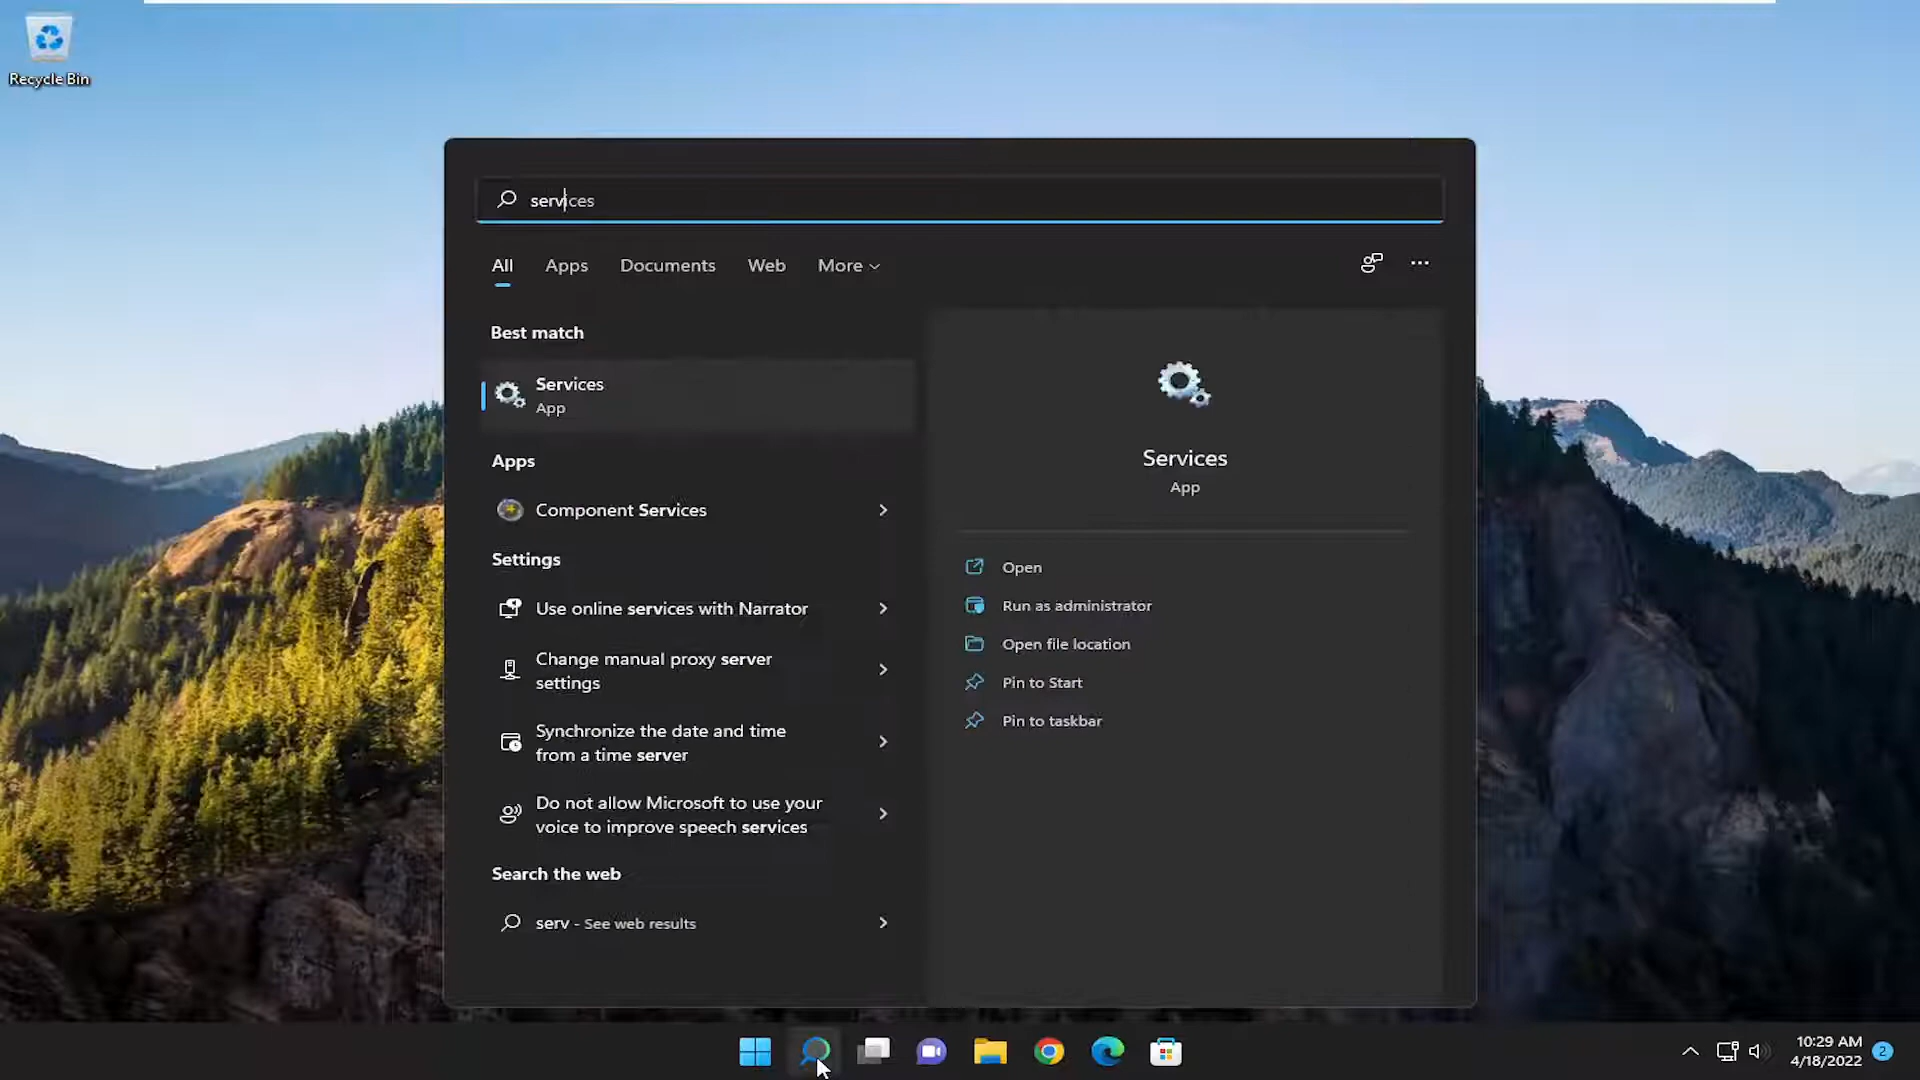 Recycle Bin
services
All
Apps
Documents
Web
More
Best match
Services
App
Apps
Component Services
Settings
Use online services with Narrator
Change manual proxy server
settings
Synchronize the date and time
from a time server
Do not allow Microsoft to use your
voice to improve speech services
Search the web
serv - See web results
Services
App
Open
Run as administrator
Open file location
Pin to Start
Pin to taskbar
10:29 AM
4/18/2022
2